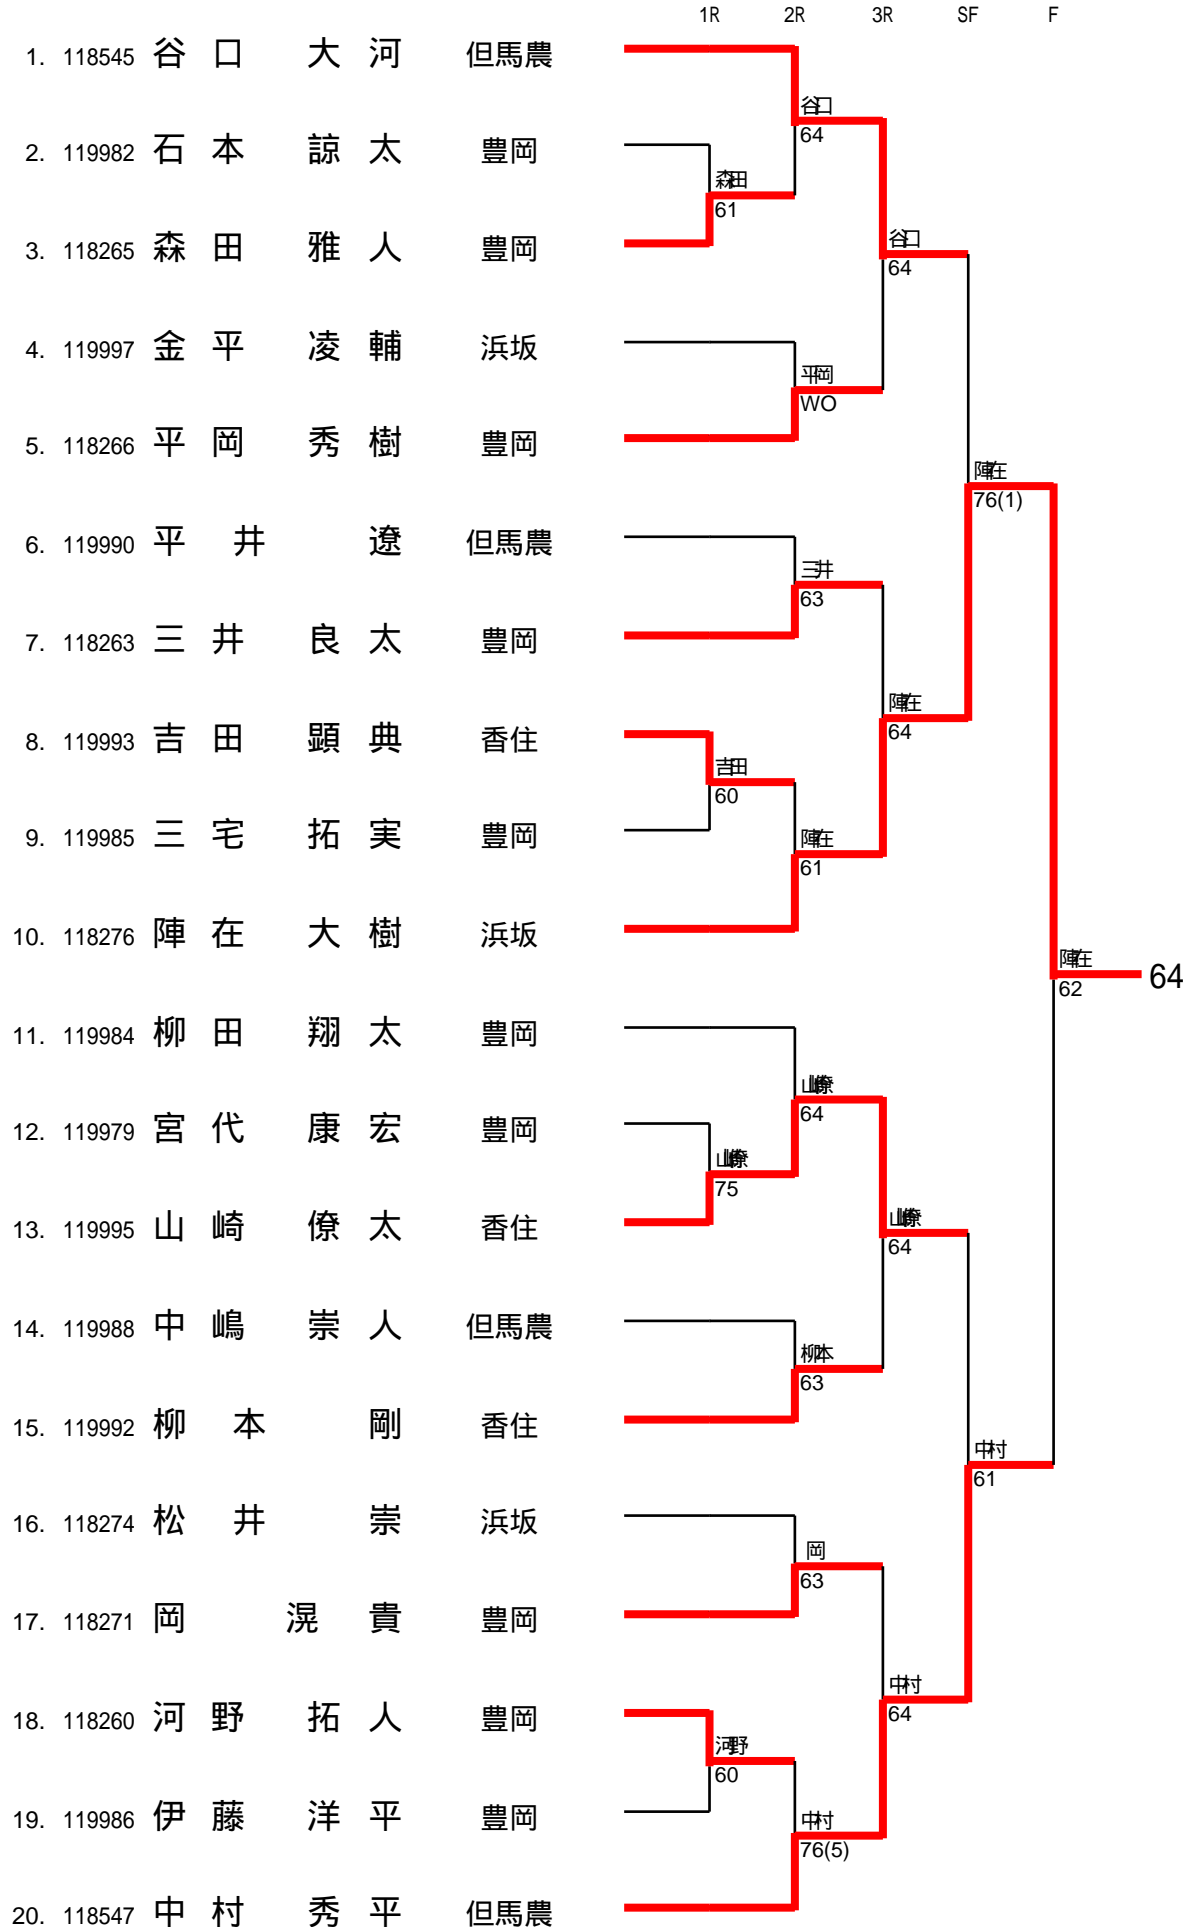 1R 2R 3R SF F
1. 118545 谷口 大河 但馬農
谷口
64
2. 119982 石本 諒太 豊岡
森田
61
3. 118265 森田 雅人 豊岡
谷口
64
4. 119997 金平 凌輔 浜坂
平岡
WO
5. 118266 平岡 秀樹 豊岡
陣在
76(1)
6. 119990 平井 遼 但馬農
三井
63
7. 118263 三井 良太 豊岡
陣在
64
8. 119993 吉田 顕典 香住
吉田
60
9. 119985 三宅 拓実 豊岡
陣在
61
10. 118276 陣在 大樹 浜坂
陣在
62
64
11. 119984 柳田 翔太 豊岡
山崎僚
64
12. 119979 宮代 康宏 豊岡
山崎僚
75
13. 119995 山崎 僚太 香住
山崎僚
64
14. 119988 中嶋 崇人 但馬農
柳本
63
15. 119992 柳本 剛 香住
中村
61
16. 118274 松井 崇 浜坂
岡
63
17. 118271 岡 滉貴 豊岡
中村
64
18. 118260 河野 拓人 豊岡
河野
60
19. 119986 伊藤 洋平 豊岡
中村
76(5)
20. 118547 中村 秀平 但馬農